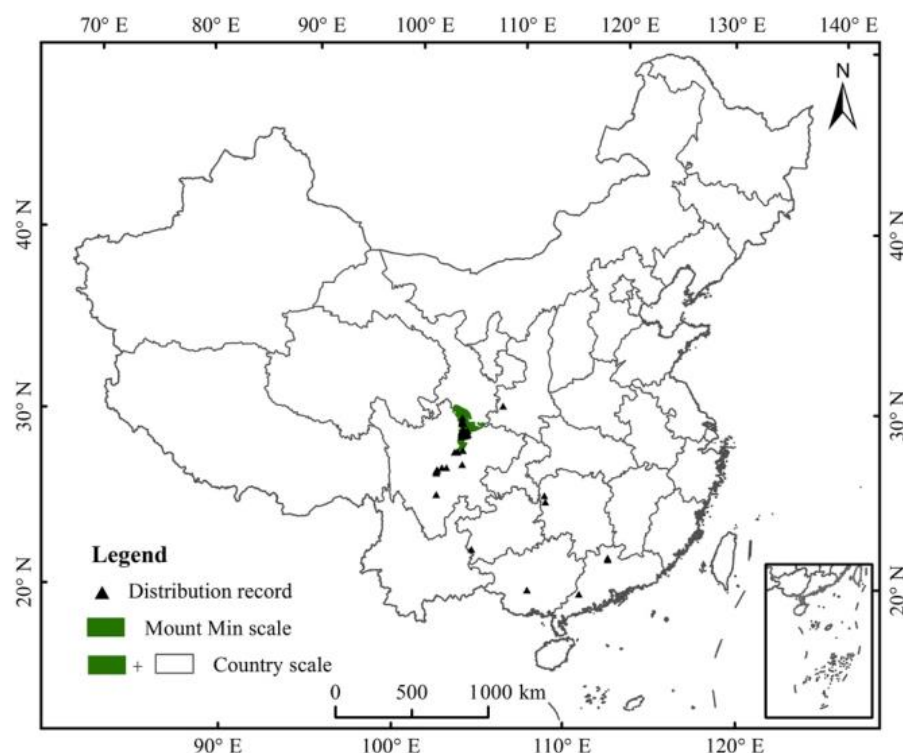 70° E 80° E 90° E 100° E 110° E 120° E 130° E 140° E
N
40° N
40° N
30° N
30° N
20° N
20° N
Legend
Distribution record
Mount Min scale
+ Country scale
0 500 1000 km
90° E 100° E 110° E 120° E